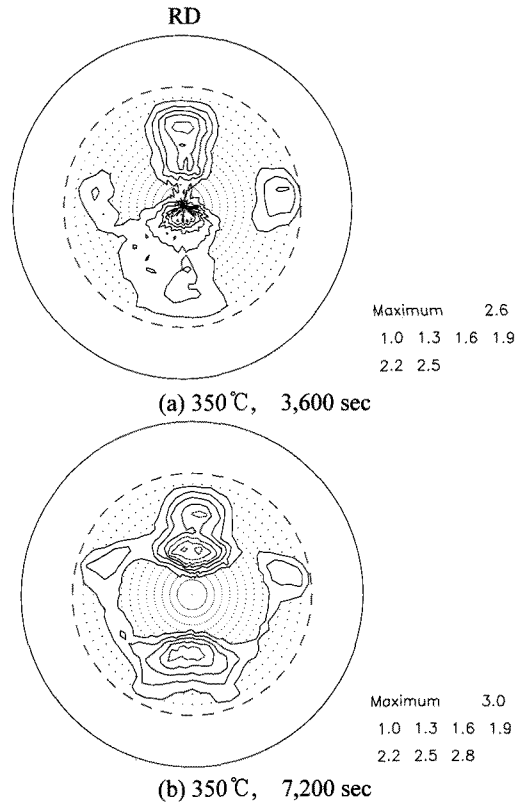 RD
Maximum 2.6
1.0 1.3 1.6 1.9
2.2 2.5
(a) 350℃, 3,600 sec
Maximum 3.0
1.0 1.3 1.6 1.9
2.2 2.5 2.8
(b) 350℃, 7,200 sec